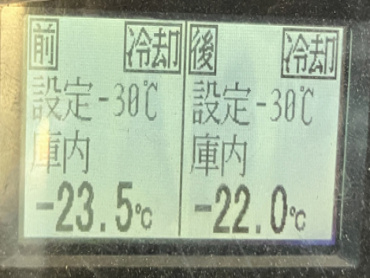 前 冷却
設定-30℃
庫内
-23.5℃
後 冷却
設定-30℃
庫内
-22.0℃